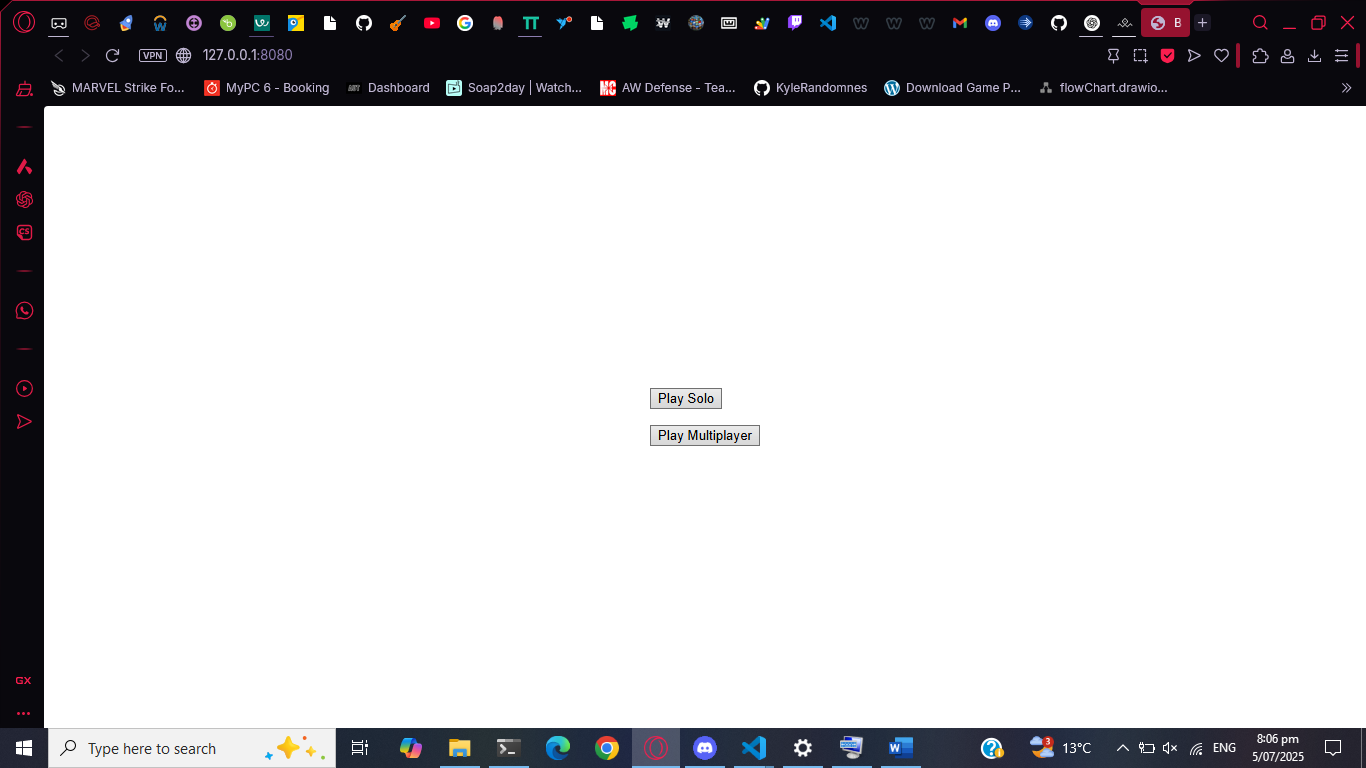 B
VPN 127.0.0.1:8080
MARVEL Strike Fo... MyPC 6 - Booking Dashboard Soap2day | Watch... AW Defense - Tea... KyleRandomnes Download Game P... flowChart.drawio...
CS
Play Solo
Play Multiplayer
GX
Type here to search
3 13°C ENG 8:06 pm
5/07/2025